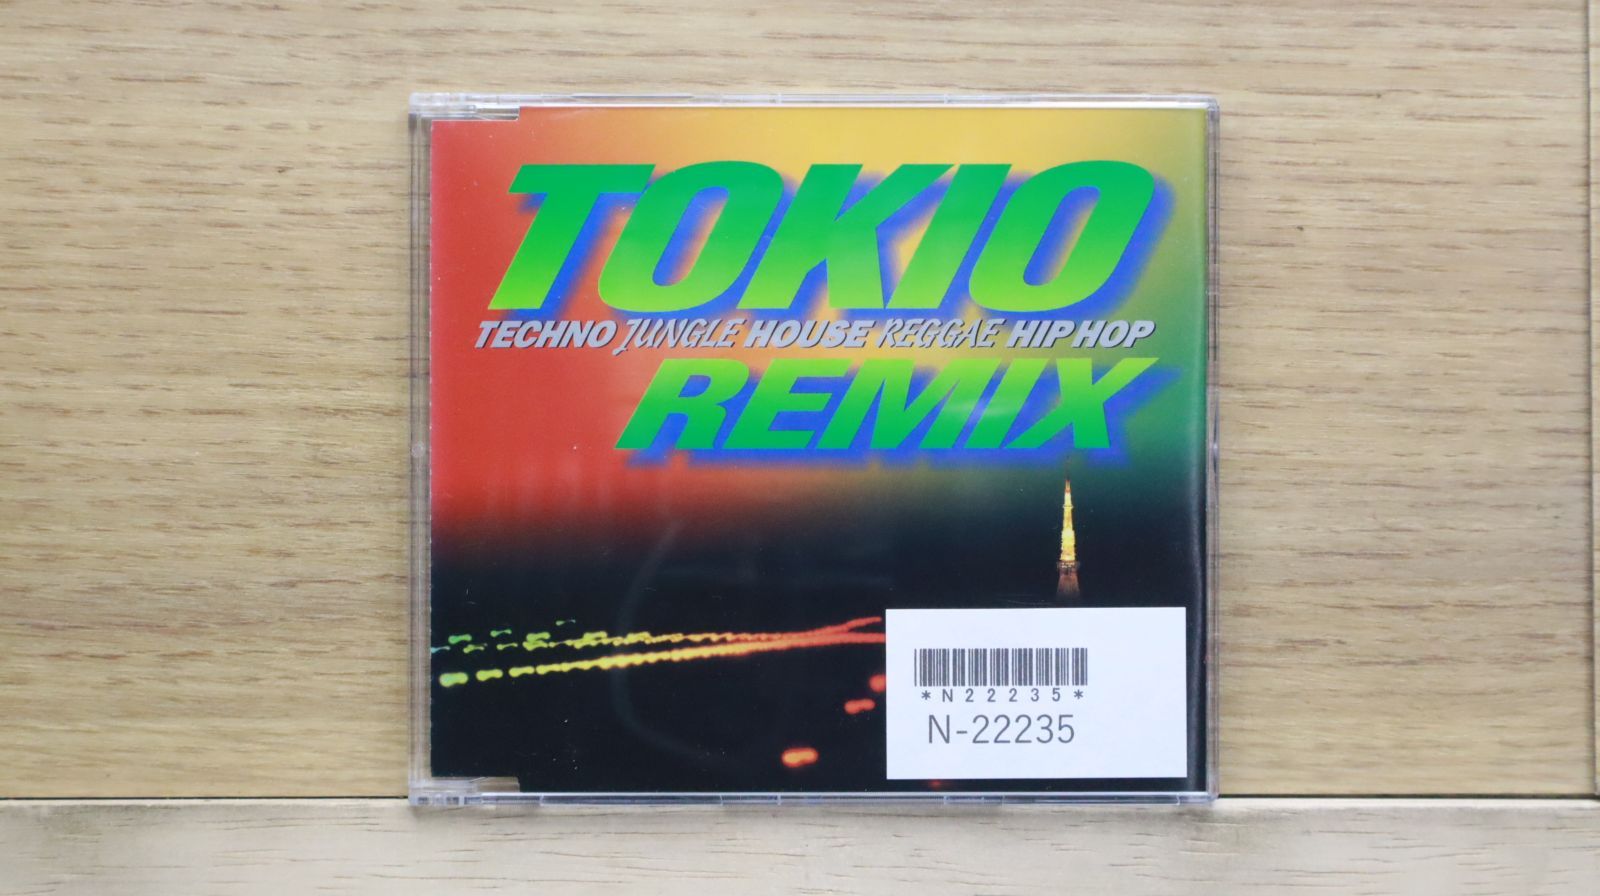 TOKIO
TECHNO JUNGLE HOUSE REGGAE HIP HOP
REMIX
*N22235*
N-22235